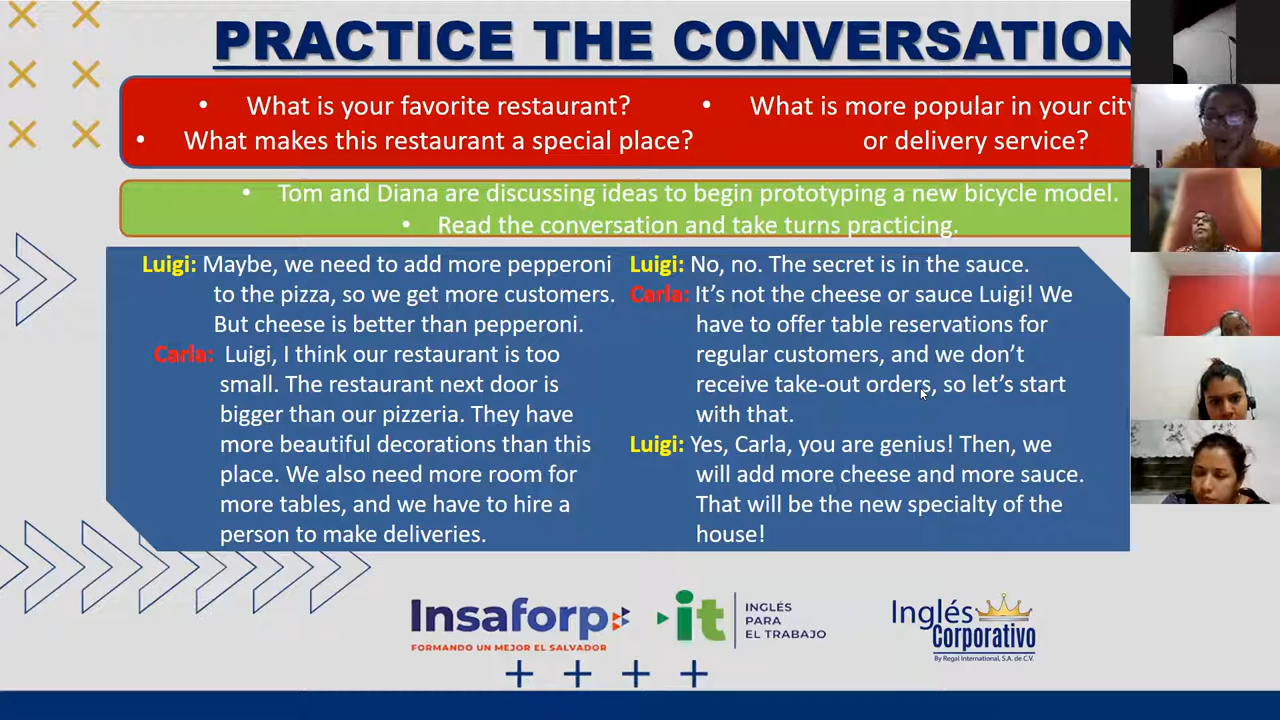 PRACTICE THE CONVERSATION
• What is your favorite restaurant?
• What makes this restaurant a special place?
• What is more popular in your city
or delivery service?
• Tom and Diana are discussing ideas to begin prototyping a new bicycle model.
• Read the conversation and take turns practicing.
Luigi: Maybe, we need to add more pepperoni
to the pizza, so we get more customers.
But cheese is better than pepperoni.
Carla: Luigi, I think our restaurant is too
small. The restaurant next door is
bigger than our pizzeria. They have
more beautiful decorations than this
place. We also need more room for
more tables, and we have to hire a
person to make deliveries.
Luigi: No, no. The secret is in the sauce.
Carla: It's not the cheese or sauce Luigi! We
have to offer table reservations for
regular customers, and we don't
receive take-out orders, so let's start
with that.
Luigi: Yes, Carla, you are genius! Then, we
will add more cheese and more sauce.
That will be the new specialty of the
house!
Insaforp
FORMANDO UN MEJOR EL SALVADOR
it
INGLÉS
PARA
EL TRABAJO
Inglés
Corporativo
By Regal International, S.A. de C.V.